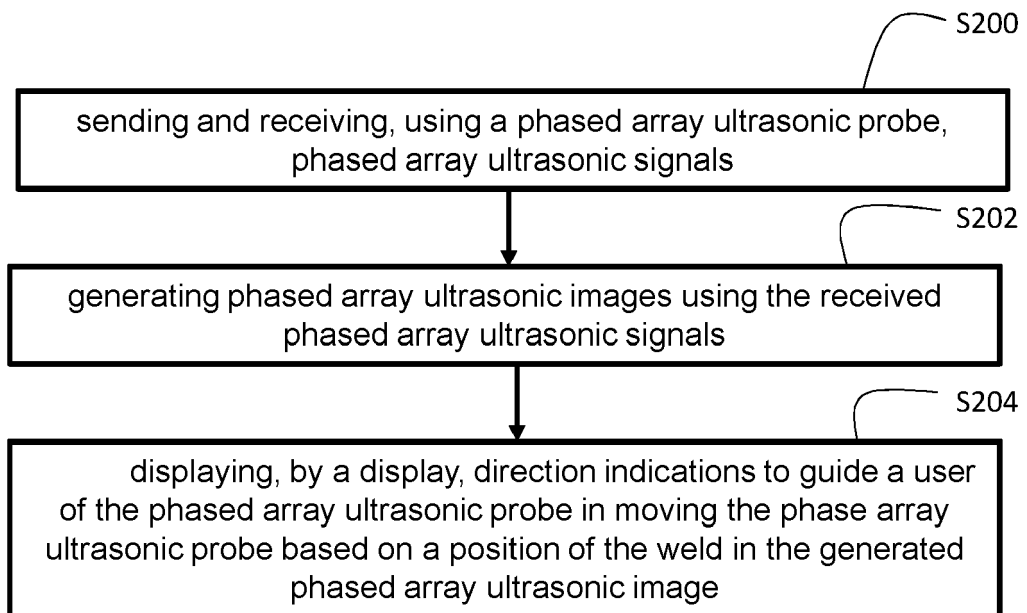 S200
sending and receiving, using a phased array ultrasonic probe,
phased array ultrasonic signals
S202
generating phased array ultrasonic images using the received
phased array ultrasonic signals
S204
displaying, by a display, direction indications to guide a user
of the phased array ultrasonic probe in moving the phase array
ultrasonic probe based on a position of the weld in the generated
phased array ultrasonic image